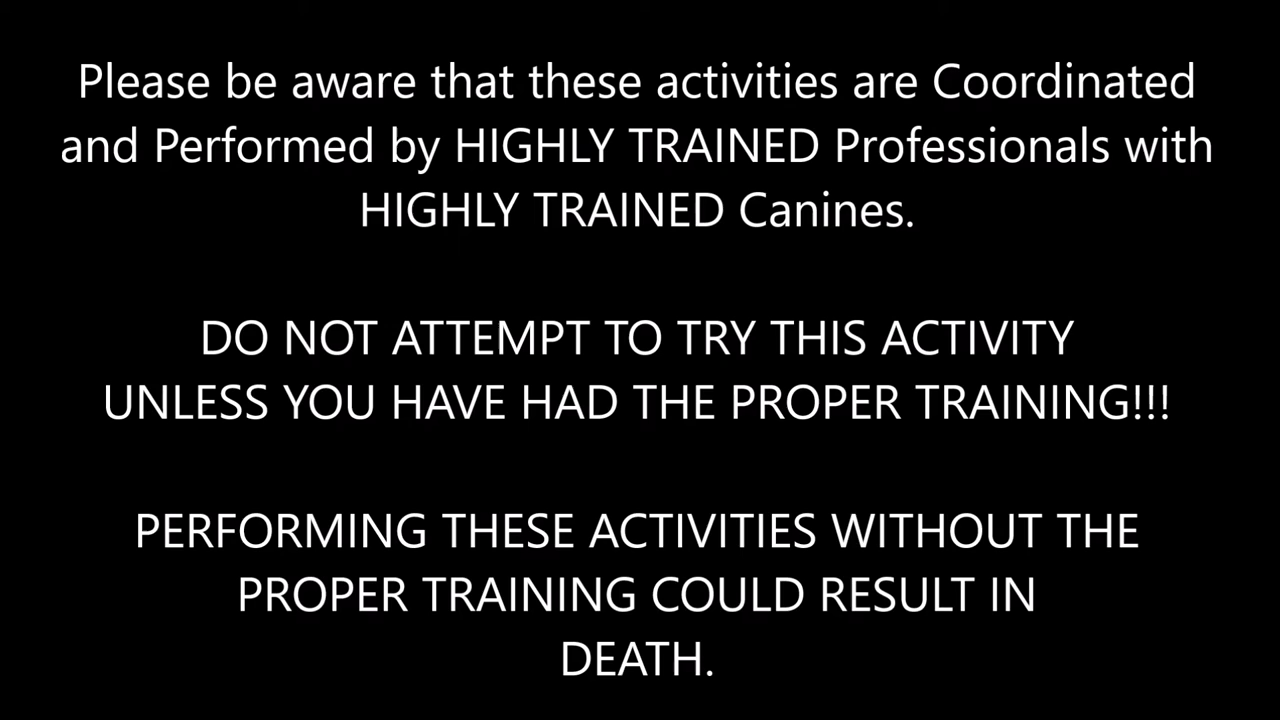 Please be aware that these activities are Coordinated
and Performed by HIGHLY TRAINED Professionals with
HIGHLY TRAINED Canines.
DO NOT ATTEMPT TO TRY THIS ACTIVITY
UNLESS YOU HAVE HAD THE PROPER TRAINING!!!
PERFORMING THESE ACTIVITIES WITHOUT THE
PROPER TRAINING COULD RESULT IN
DEATH.